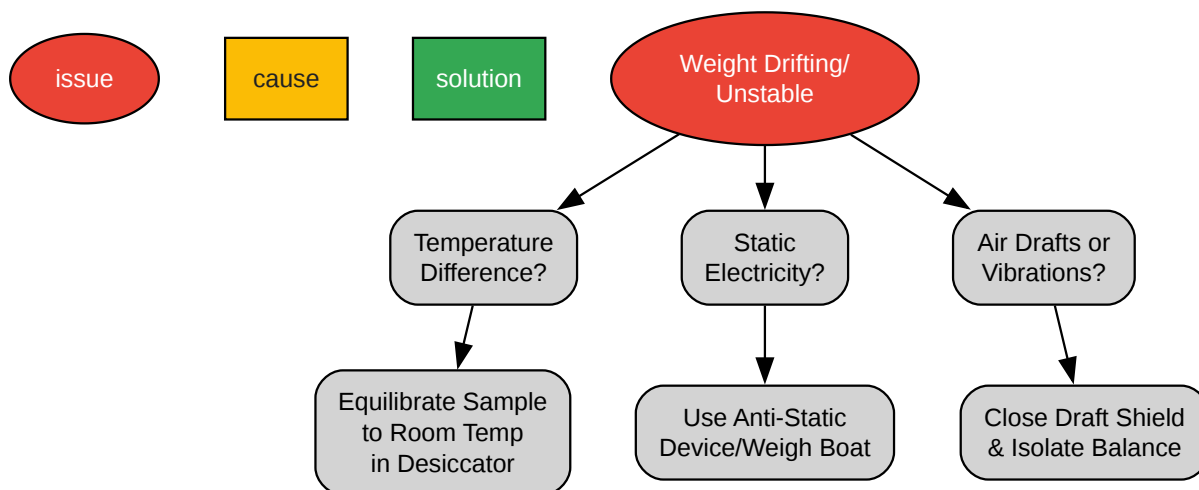 issue
cause
solution
Weight Drifting/
Unstable
Temperature
Difference?
Static
Electricity?
Air Drafts or
Vibrations?
Equilibrate Sample
to Room Temp
in Desiccator
Use Anti-Static
Device/Weigh Boat
Close Draft Shield
& Isolate Balance